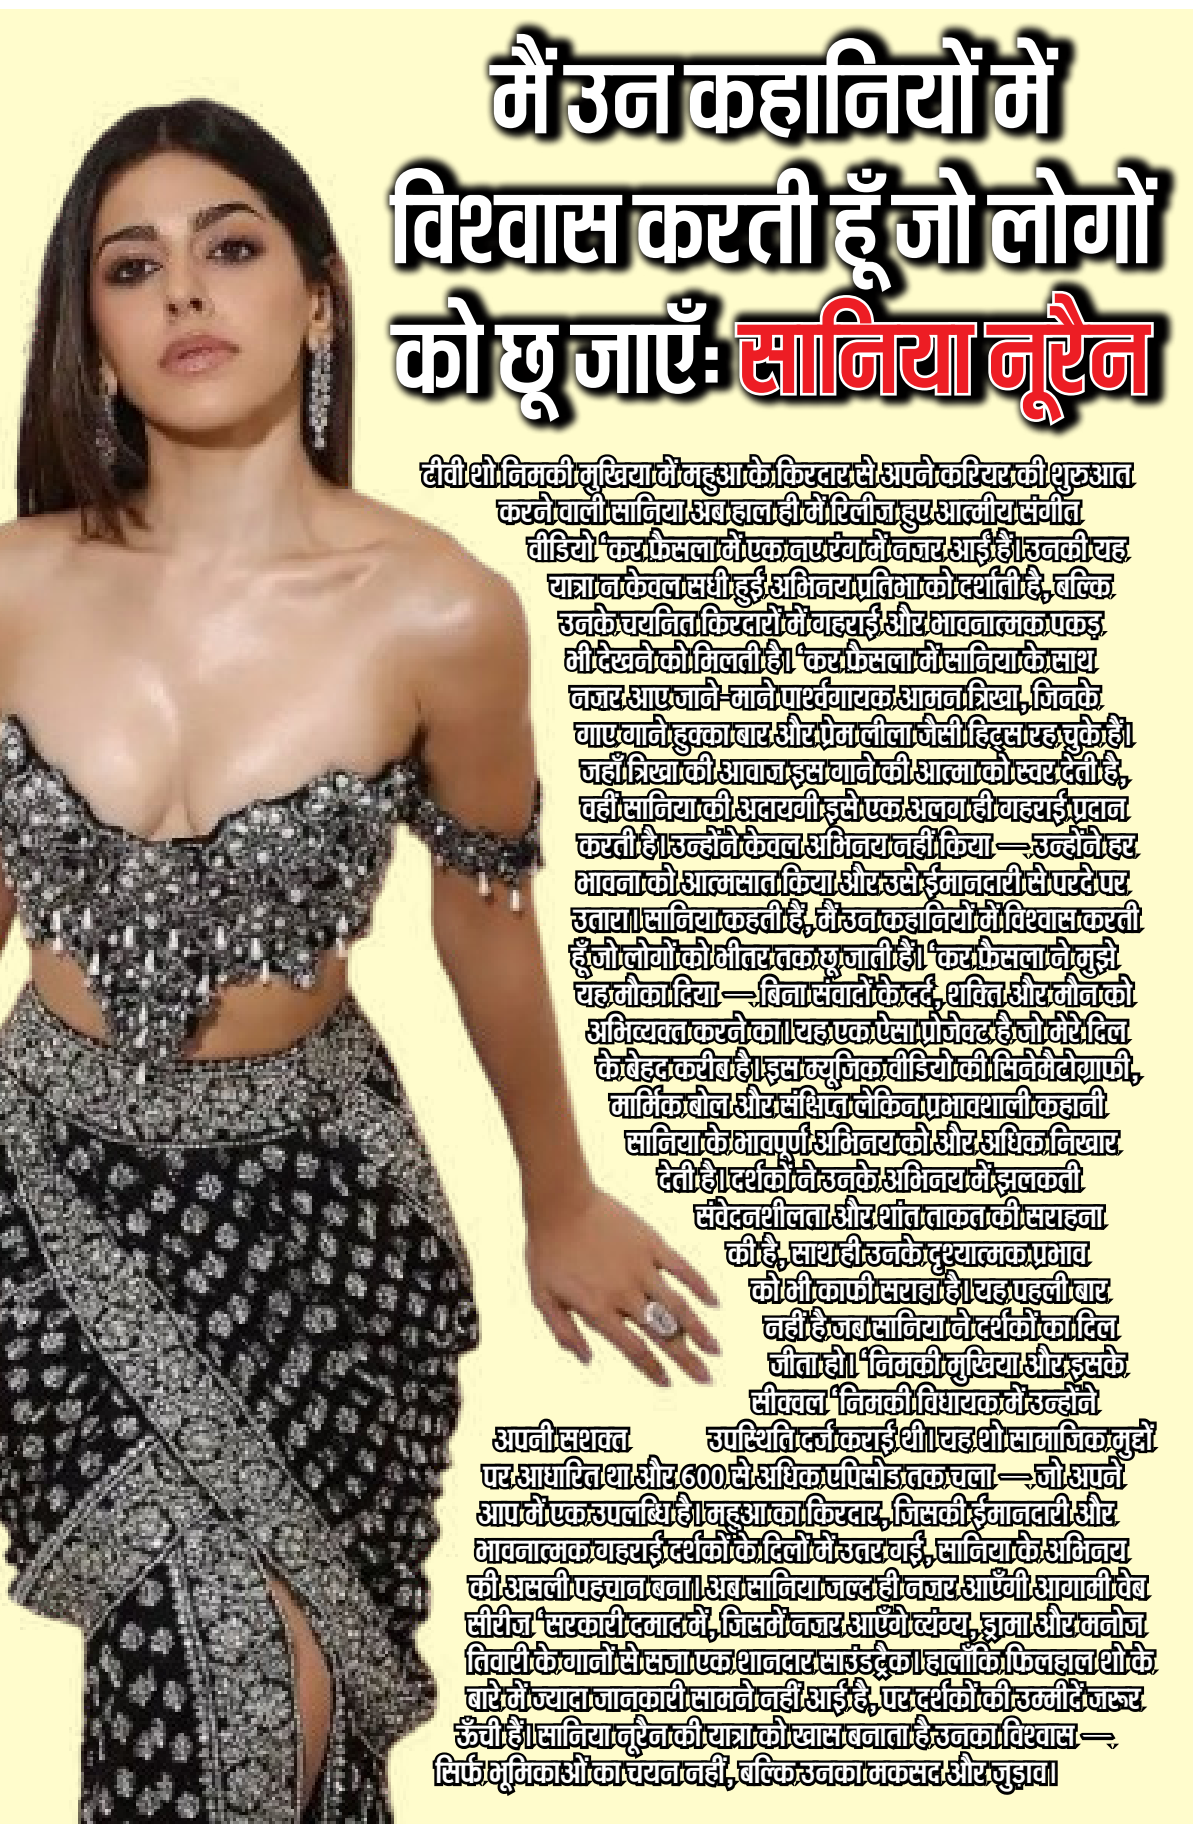 मैं उन कहानियों में
विश्वास करती हूँ जो लोगों
को छू जाएँ: सानिया नूरैन
टीवी शो निमकी मुखिया में महुआ के किरदार से अपने करियर की शुरुआत
करने वाली सानिया अब हाल ही में रिलीज हुए आत्मीय संगीत
वीडियो ‘कर फ़ैसला में एक नए रंग में नजर आई हैं। उनकी यह
यात्रा न केवल सधी हुई अभिनय प्रतिभा को दर्शाती है, बल्कि
उनके चयनित किरदारों में गहराई और भावनात्मक पकड़
भी देखने को मिलती है। ‘कर फ़ैसला में सानिया के साथ
नजर आए जाने-माने पार्श्वगायक आमन त्रिखा, जिनके
गाए गाने हुक्का बार और प्रेम लीला जैसी हिट्स रह चुके हैं।
जहाँ त्रिखा की आवाज इस गाने की आत्मा को स्वर देती है,
वहीं सानिया की अदायगी इसे एक अलग ही गहराई प्रदान
करती है। उन्होंने केवल अभिनय नहीं किया — उन्होंने हर
भावना को आत्मसात किया और उसे ईमानदारी से परदे पर
उतारा। सानिया कहती हैं, मैं उन कहानियों में विश्वास करती
हूँ जो लोगों को भीतर तक छू जाती हैं। ‘कर फ़ैसला ने मुझे
यह मौका दिया — बिना संवादों के दर्द, शक्ति और मौन को
अभिव्यक्त करने का। यह एक ऐसा प्रोजेक्ट है जो मेरे दिल
के बेहद करीब है। इस म्यूजिक वीडियो की सिनेमैटोग्राफी,
मार्मिक बोल और संक्षिप्त लेकिन प्रभावशाली कहानी
सानिया के भावपूर्ण अभिनय को और अधिक निखार
देती है। दर्शकों ने उनके अभिनय में झलकती
संवेदनशीलता और शांत ताकत की सराहना
की है, साथ ही उनके दृश्यात्मक प्रभाव
को भी काफी सराहा है। यह पहली बार
नहीं है जब सानिया ने दर्शकों का दिल
जीता हो। ‘निमकी मुखिया और इसके
सीक्वल ‘निमकी विधायक में उन्होंने
अपनी सशक्त उपस्थिति दर्ज कराई थी। यह शो सामाजिक मुद्दों
पर आधारित था और 600 से अधिक एपिसोड तक चला — जो अपने
आप में एक उपलब्धि है। महुआ का किरदार, जिसकी ईमानदारी और
भावनात्मक गहराई दर्शकों के दिलों में उतर गई, सानिया के अभिनय
की असली पहचान बना। अब सानिया जल्द ही नजर आएँगी आगामी वेब
सीरीज ‘सरकारी दमाद में, जिसमें नजर आएँगे व्यंग्य, ड्रामा और मनोज
तिवारी के गानों से सजा एक शानदार साउंडट्रैक। हालाँकि फिलहाल शो के
बारे में ज्यादा जानकारी सामने नहीं आई है, पर दर्शकों की उम्मीदें जरूर
ऊँची हैं। सानिया नूरैन की यात्रा को खास बनाता है उनका विश्वास —
सिर्फ भूमिकाओं का चयन नहीं, बल्कि उनका मकसद और जुड़ाव।